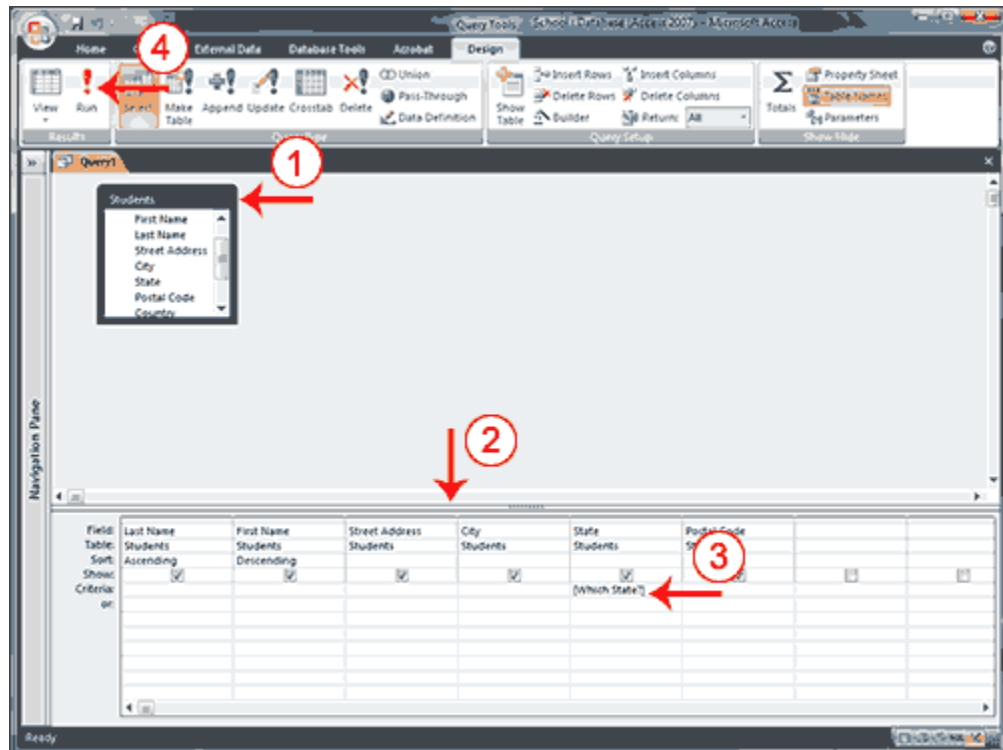 Query Tools School : Database (Access 2007) - Microsoft Access
Home External Data Database Tools Acrobat Design
4
View
Run
Select
Make Table
Append
Update
Crosstab
Delete
Union
Pass-Through
Data Definition
Show Table
Insert Rows
Delete Rows
Builder
Insert Columns
Delete Columns
Return: All
Totals
Property Sheet
Table Names
Parameters
Results Query Type Query Setup Show/Hide
Query1
1
Students
First Name
Last Name
Street Address
City
State
Postal Code
Country
Navigation Pane
2
Field: Last Name First Name Street Address City State Postal Code
Table: Students Students Students Students Students
Sort: Ascending Descending
3
Show:
Criteria: [Which State?]
or:
Ready